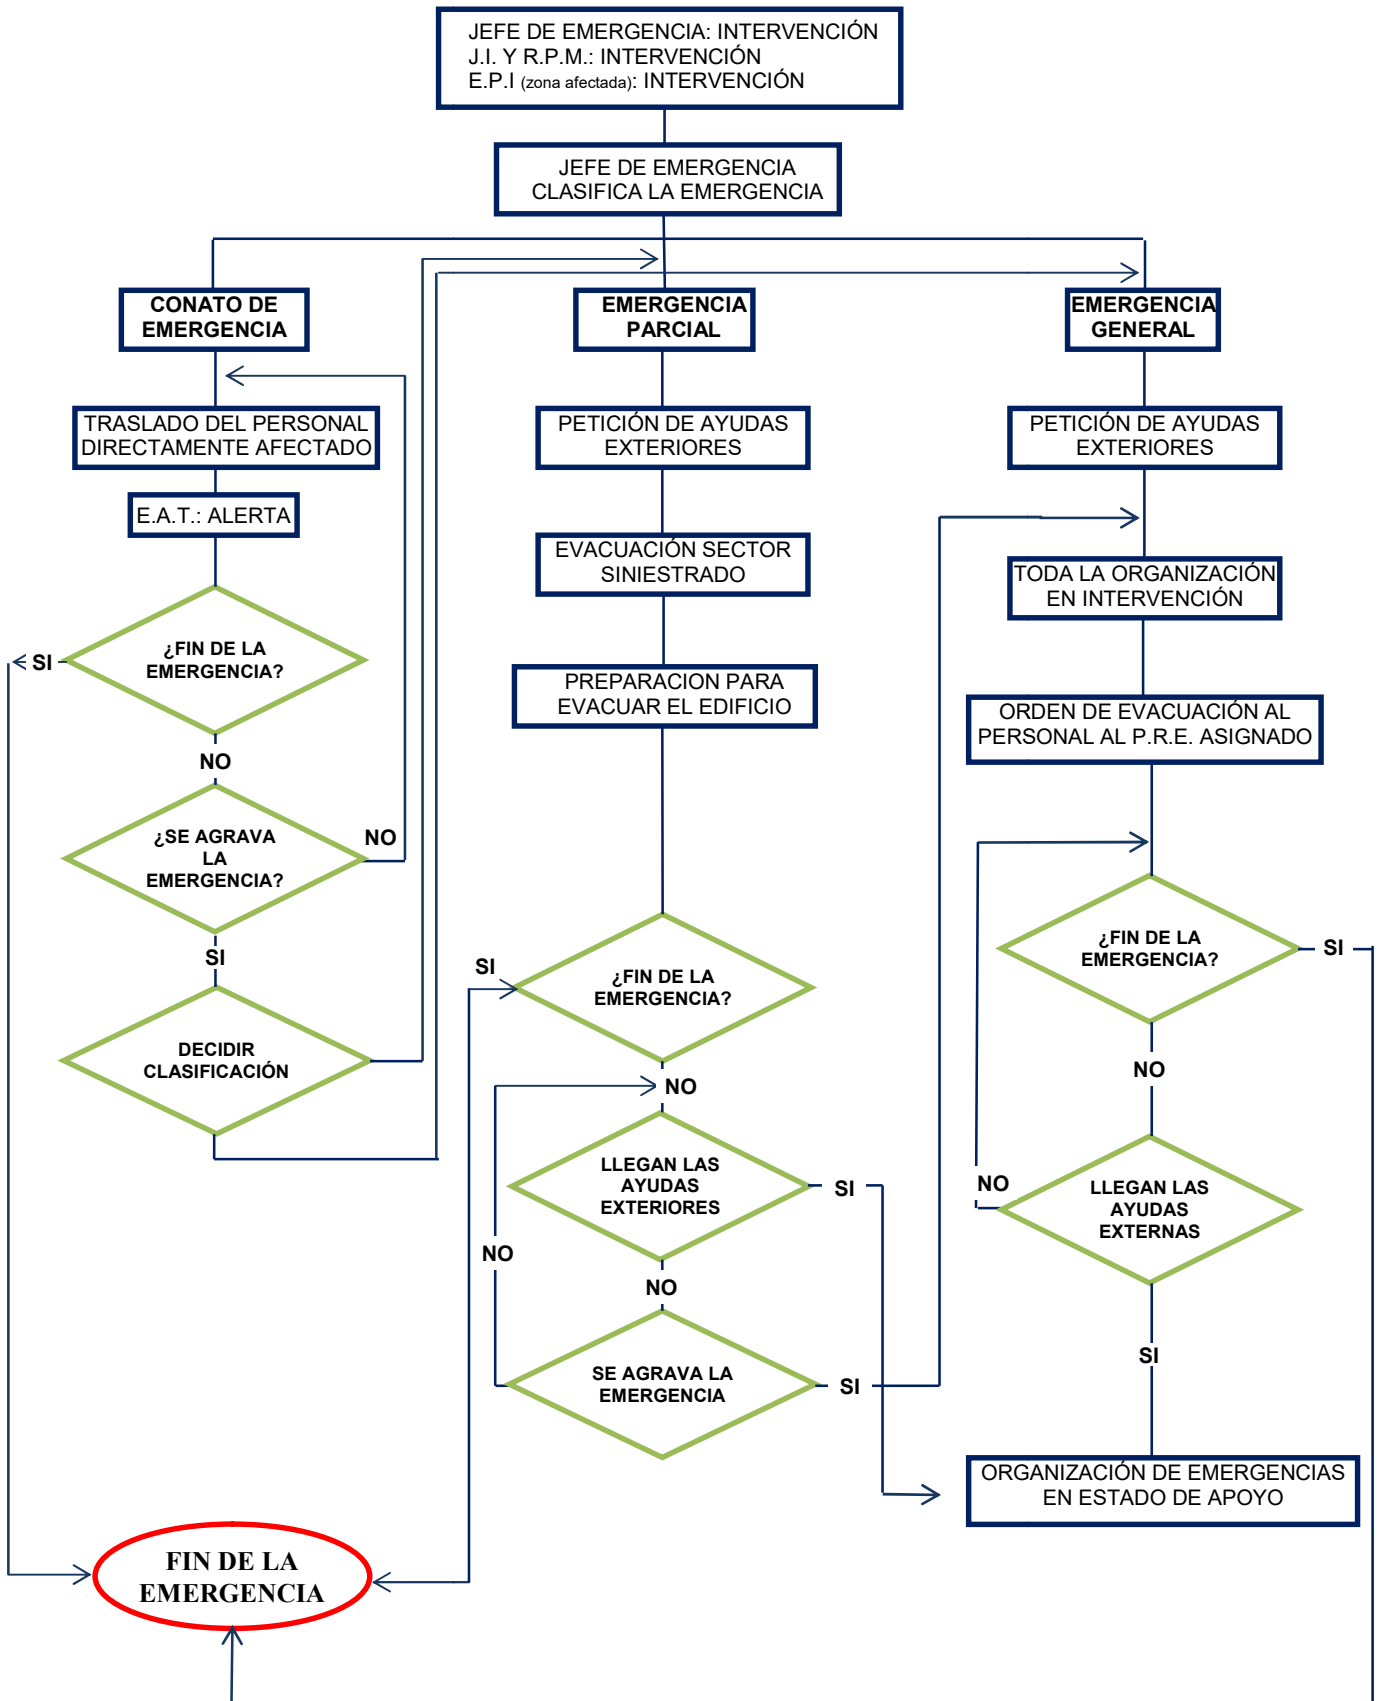 JEFE DE EMERGENCIA: INTERVENCIÓN
J.I. Y R.P.M.: INTERVENCIÓN
E.P.I (zona afectada): INTERVENCIÓN
JEFE DE EMERGENCIA
CLASIFICA LA EMERGENCIA
CONATO DE
EMERGENCIA
TRASLADO DEL PERSONAL
DIRECTAMENTE AFECTADO
E.A.T.: ALERTA
¿FIN DE LA
EMERGENCIA?
SI
NO
¿SE AGRAVA
LA
EMERGENCIA?
NO
SI
DECIDIR
CLASIFICACIÓN
EMERGENCIA
PARCIAL
PETICIÓN DE AYUDAS
EXTERIORES
EVACUACIÓN SECTOR
SINIESTRADO
PREPARACION PARA
EVACUAR EL EDIFICIO
SI
¿FIN DE LA
EMERGENCIA?
NO
LLEGAN LAS
AYUDAS
EXTERIORES
SI
NO
NO
SE AGRAVA LA
EMERGENCIA
SI
EMERGENCIA
GENERAL
PETICIÓN DE AYUDAS
EXTERIORES
TODA LA ORGANIZACIÓN
EN INTERVENCIÓN
ORDEN DE EVACUACIÓN AL
PERSONAL AL P.R.E. ASIGNADO
¿FIN DE LA
EMERGENCIA?
SI
NO
NO
LLEGAN LAS
AYUDAS
EXTERNAS
SI
ORGANIZACIÓN DE EMERGENCIAS
EN ESTADO DE APOYO
FIN DE LA
EMERGENCIA